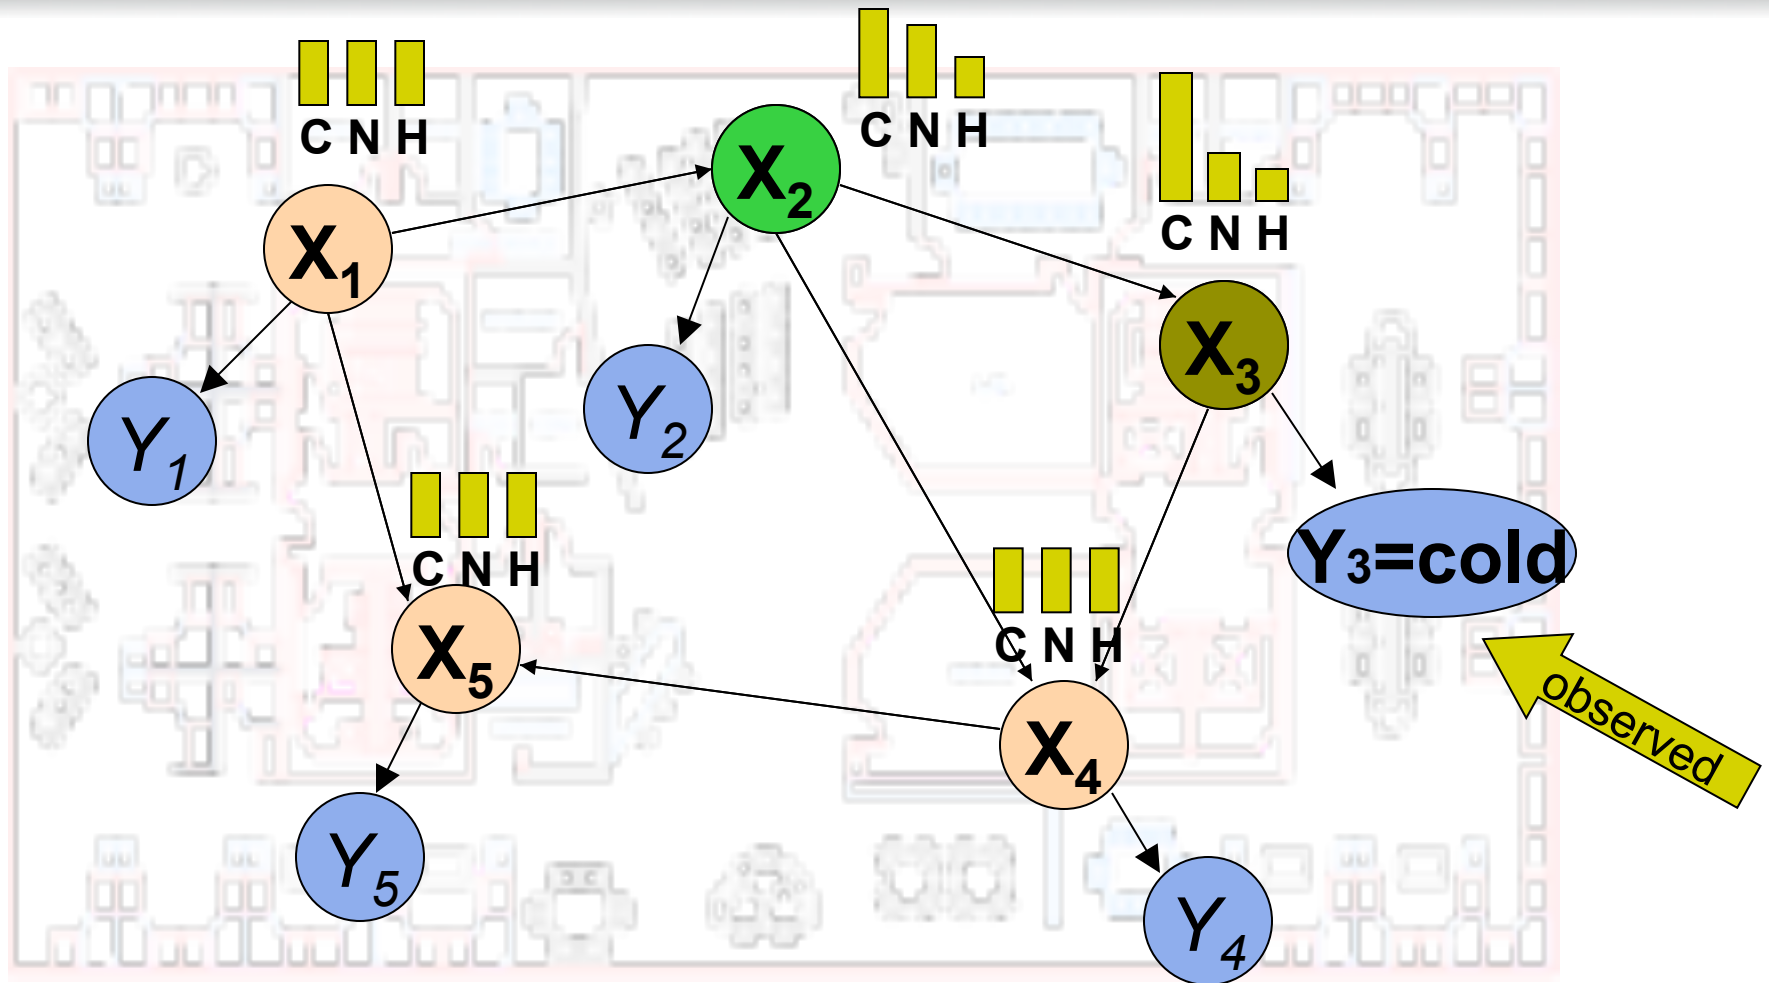 C N H
C N H
X2
C N H
X1
X3
Y1
Y2
C N H
Y3=cold
C N H
X5
observed
X4
Y5
Y4